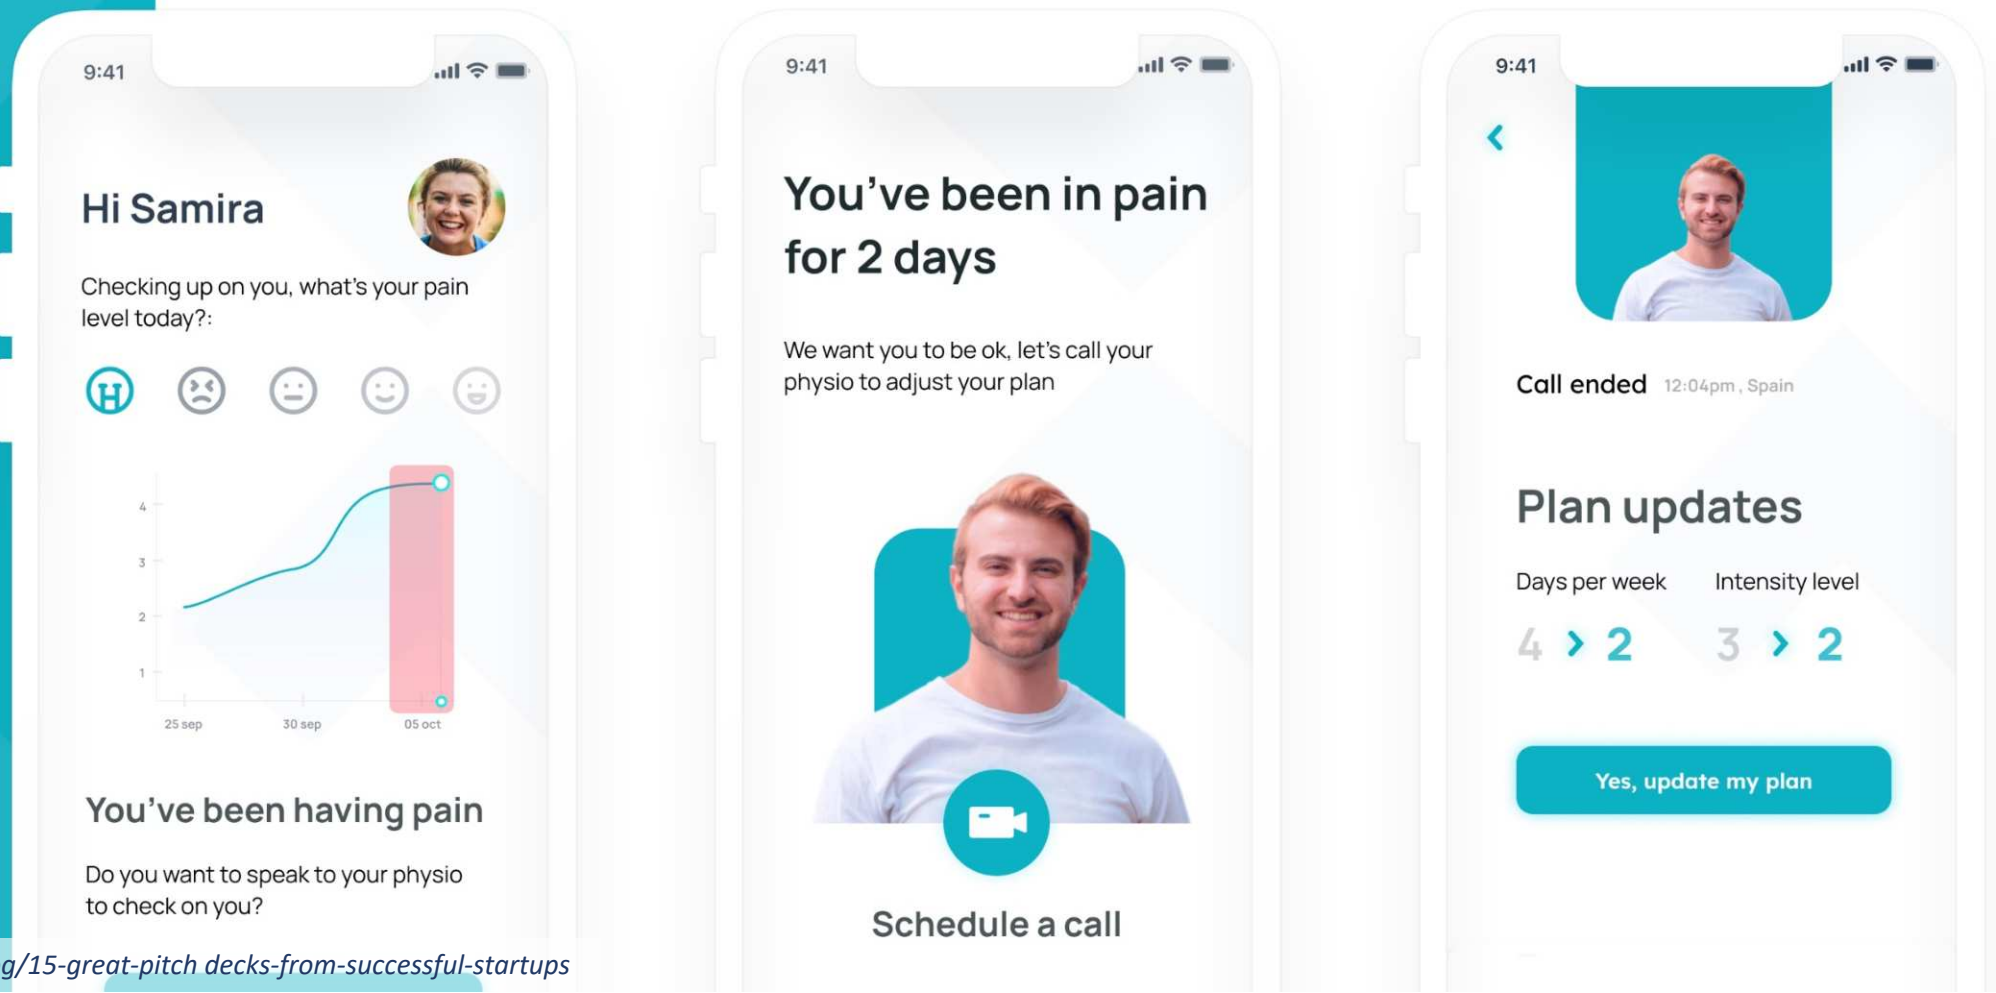 9:41
Hi Samira
Checking up on you, what's your pain
level today?:
4
3
2
1
25 sep 30 sep 05 oct
You've been having pain
Do you want to speak to your physio
to check on you?
g/15-great-pitch decks-from-successful-startups
9:41
You've been in pain
for 2 days
We want you to be ok, let's call your
physio to adjust your plan
Schedule a call
9:41
Call ended 12:04pm, Spain
Plan updates
Days per week Intensity level
4 > 2 3 > 2
Yes, update my plan